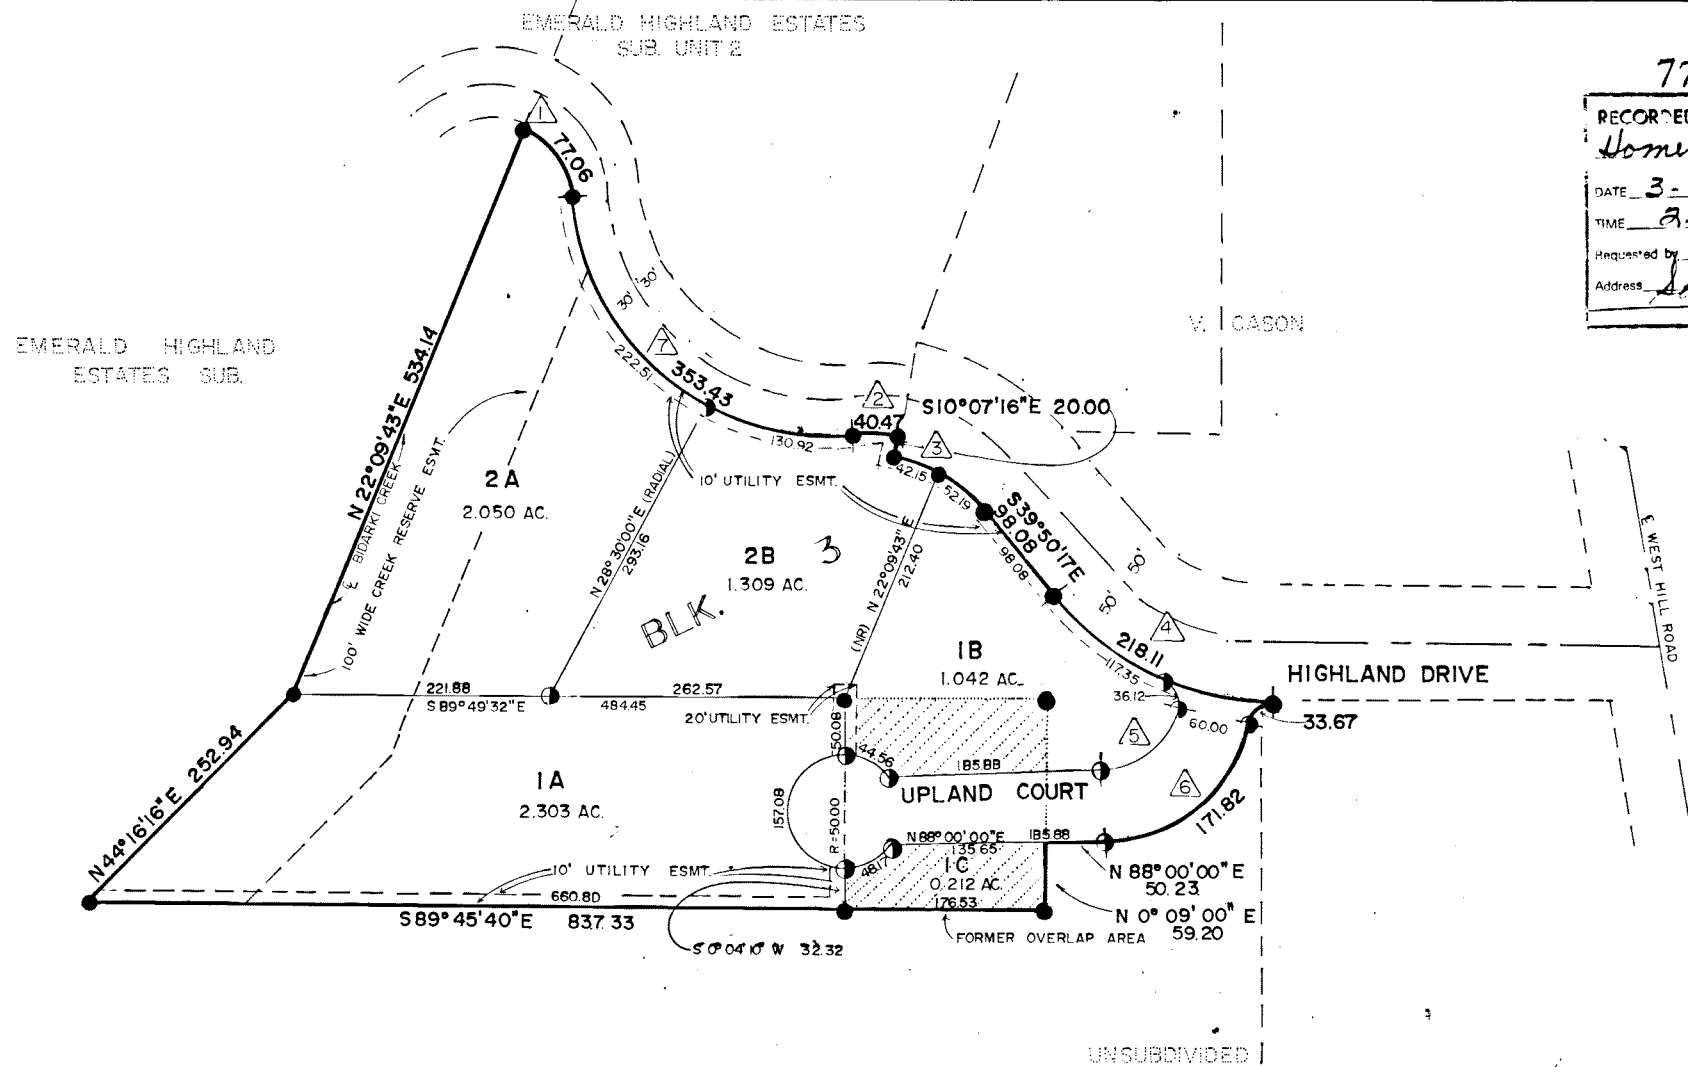 EMERALD HIGHLAND ESTATES
SUB. UNIT 2
77
RECORDED
Home
DATE 3-
TIME 2
Requested by
Address
1
77.06
EMERALD HIGHLAND
ESTATES SUB.
V. CASON
30'
30'
7
222.51
353.43
130.92
2
40.47
S10°07'16"E 20.00
3
42.15
52.19
S39°50'17E
98.08
98.08
50'
50'
4
218.11
117.35
36.12
60.00
HIGHLAND DRIVE
33.67
℄ WEST HILL ROAD
N 22°09'43"E 534.14
℄ BIDARKI CREEK
100' WIDE CREEK RESERVE ESMT.
2A
2.050 AC.
10' UTILITY ESMT.
N28°30'00"E (RADIAL)
293.16
2B
1.309 AC.
BLK. 3
(NR) N 22°09'43" E
212.40
1B
1.042 AC.
221.88
262.57
S89°49'32"E
484.45
20' UTILITY ESMT.
50.08
44.56
185.88
5
UPLAND COURT
6
171.82
157.08
R=50.00
N88°00'00"E
185.88
135.65
48.17
1C
0.212 AC.
176.53
N 88°00'00"E
50.23
N 0°09'00" E
59.20
1A
2.303 AC.
N44°16'16"E 252.94
10' UTILITY ESMT.
660.80
S89°45'40"E 837.33
S 0°04'10" W 32.32
FORMER OVERLAP AREA
UNSUBDIVIDED